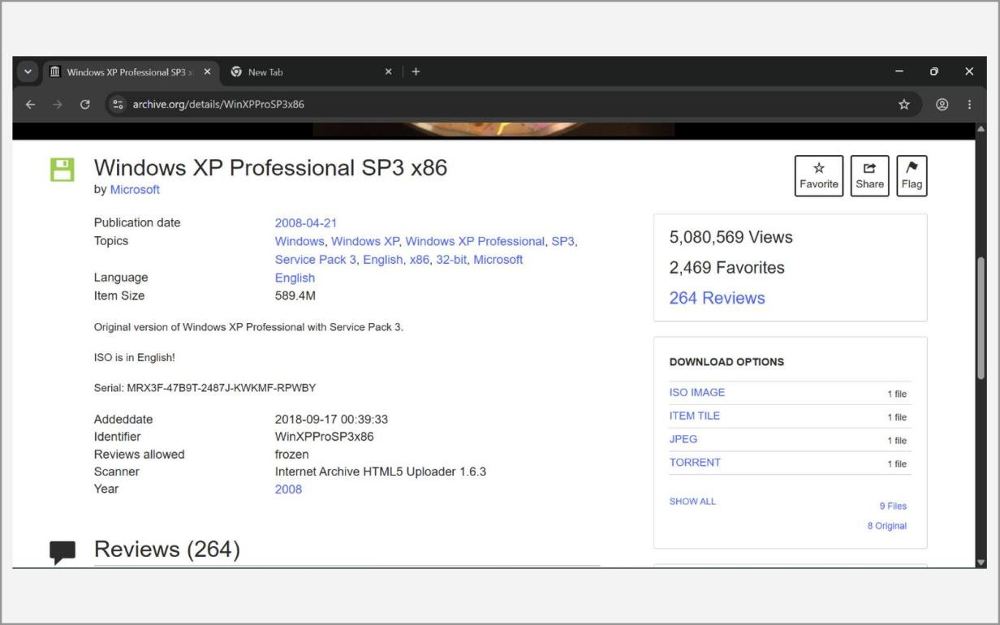 Windows XP Professional SP3 x
New Tab
archive.org/details/WinXPProSP3x86
Windows XP Professional SP3 x86
by Microsoft
Favorite
Share
Flag
Publication date 2008-04-21
Topics Windows, Windows XP, Windows XP Professional, SP3,
Service Pack 3, English, x86, 32-bit, Microsoft
Language English
Item Size 589.4M
Original version of Windows XP Professional with Service Pack 3.
ISO is in English!
Serial: MRX3F-47B9T-2487J-KWKMF-RPWBY
Addeddate 2018-09-17 00:39:33
Identifier WinXPProSP3x86
Reviews allowed frozen
Scanner Internet Archive HTML5 Uploader 1.6.3
Year 2008
Reviews (264)
5,080,569 Views
2,469 Favorites
264 Reviews
DOWNLOAD OPTIONS
ISO IMAGE 1 file
ITEM TILE 1 file
JPEG 1 file
TORRENT 1 file
SHOW ALL 9 Files
8 Original